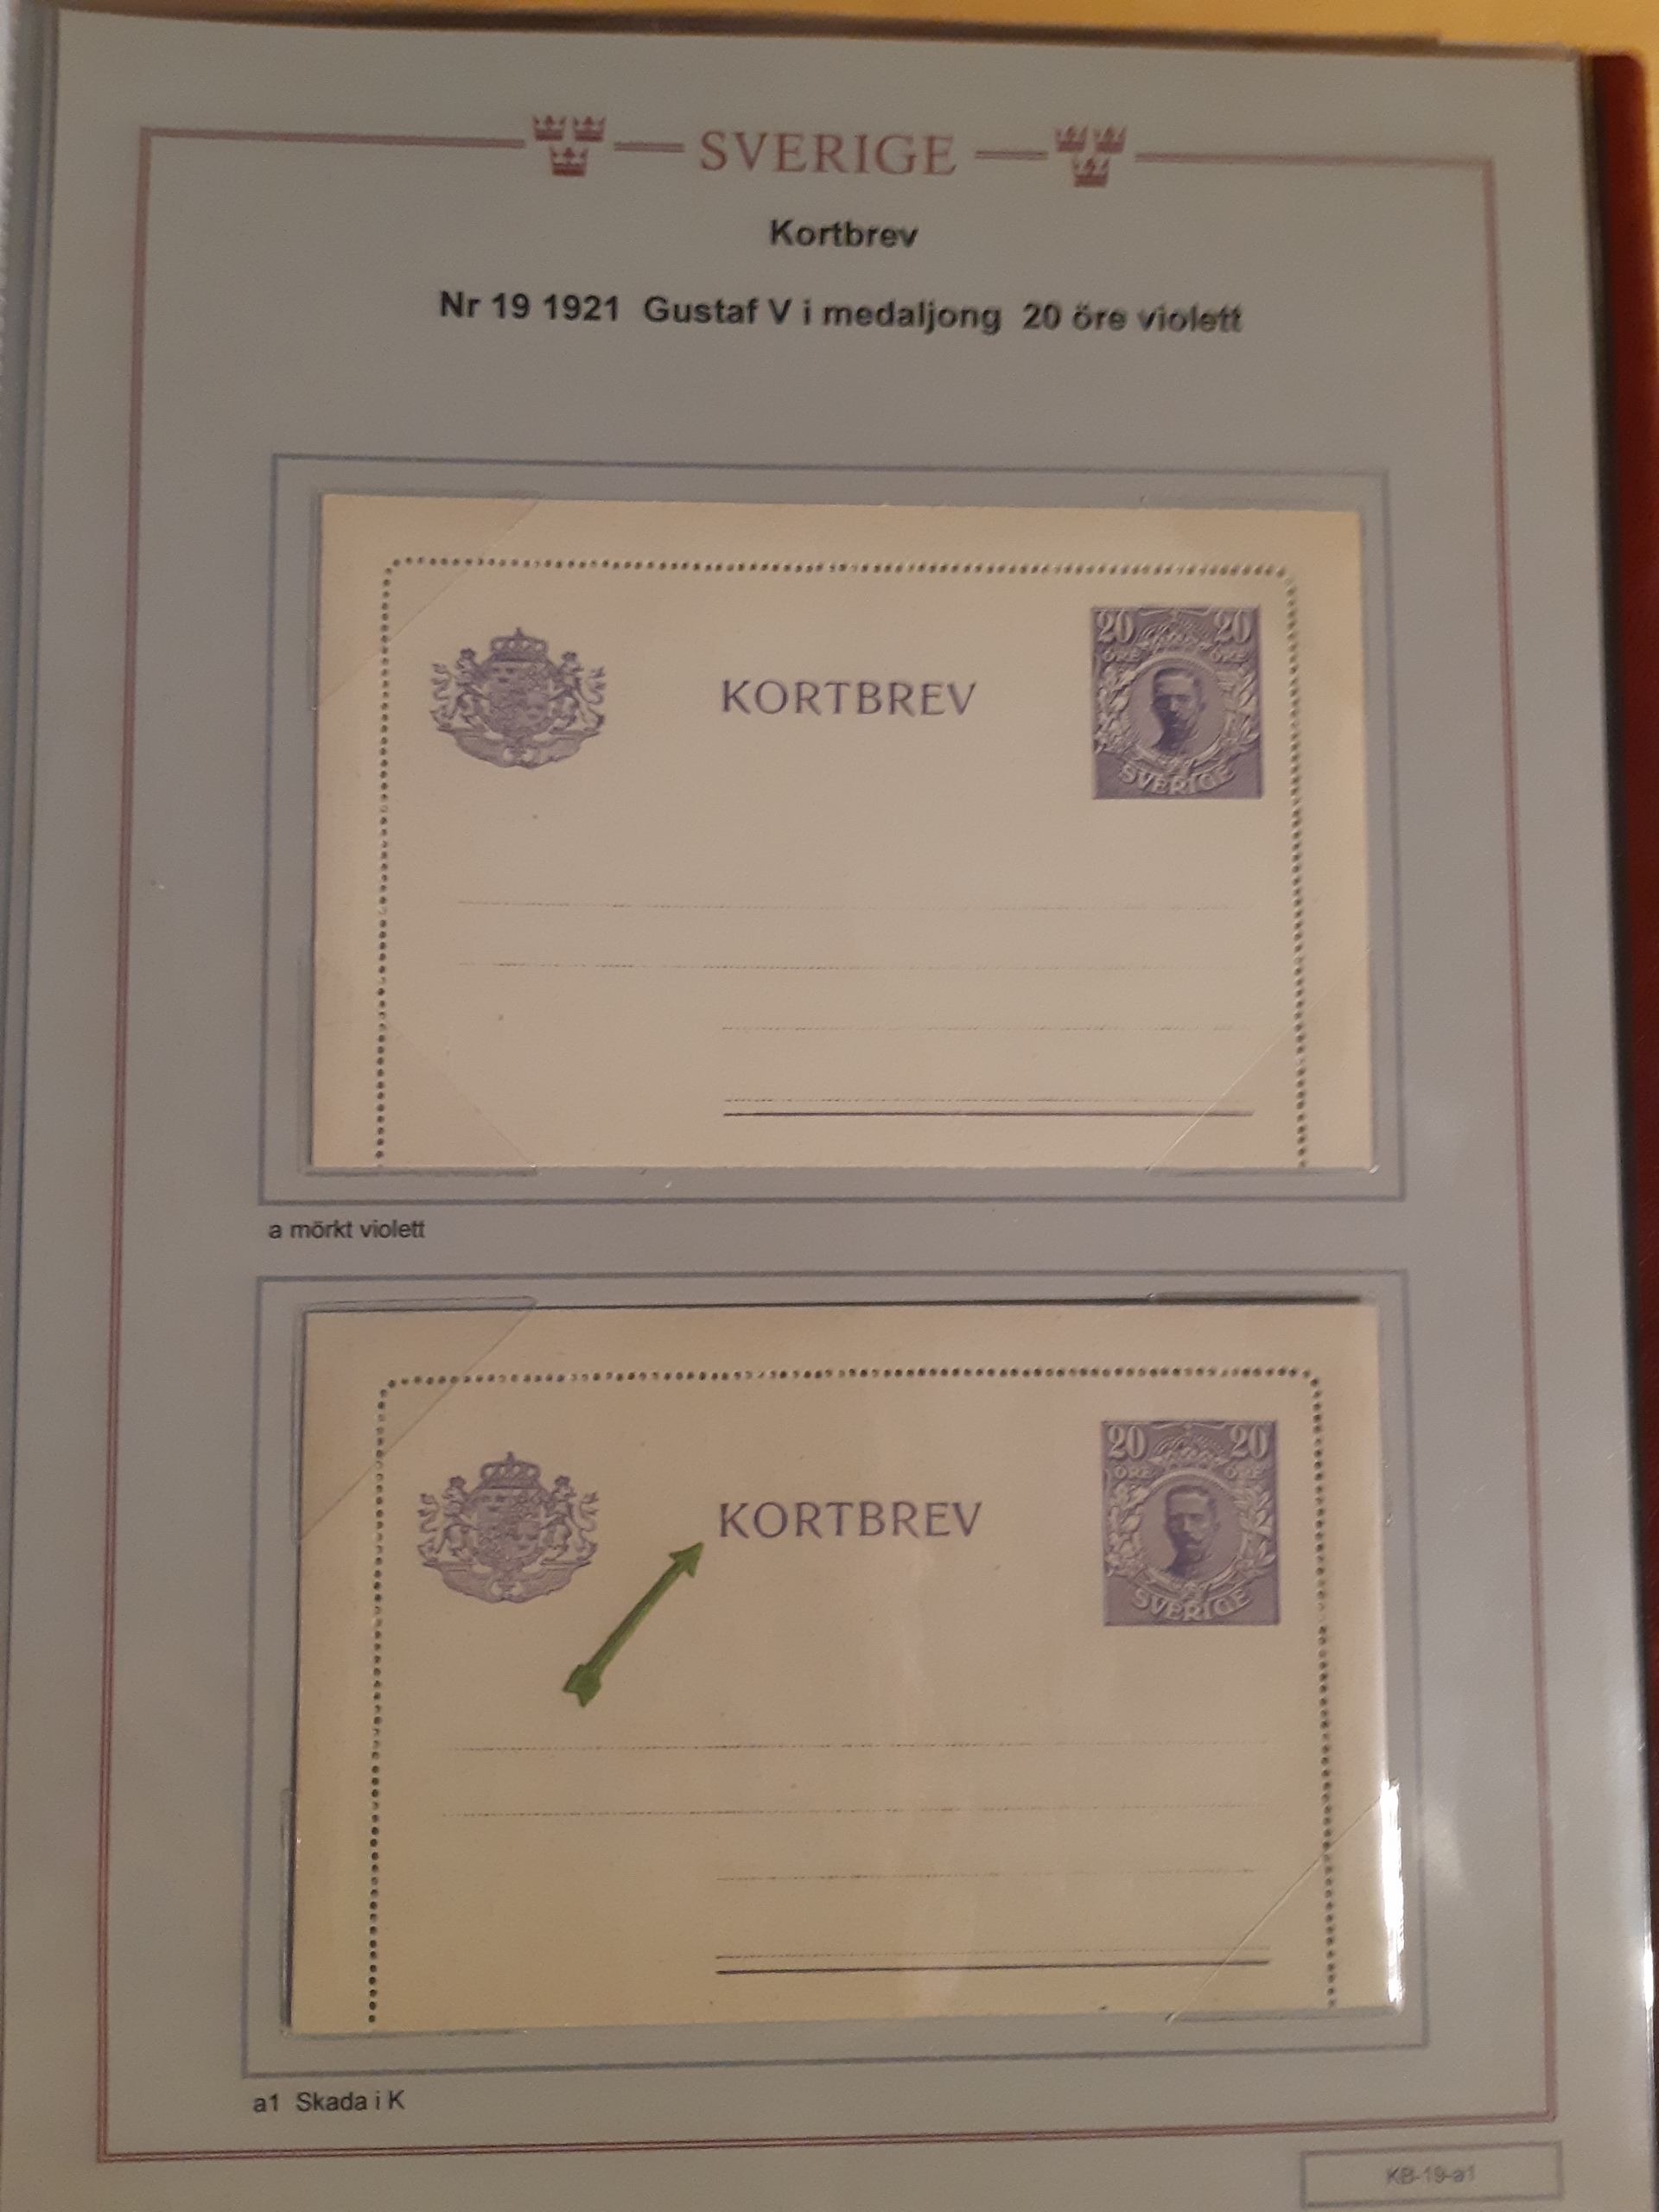 SVERIGE
Kortbrev
Nr 19 1921 Gustaf V i medaljong 20 öre violett
20 20
ÖRE ÖRE
KORTBREV
SVERIGE
a mörkt violett
20 20
ÖRE ÖRE
KORTBREV
SVERIGE
a1 Skada i K
KB-19-a1